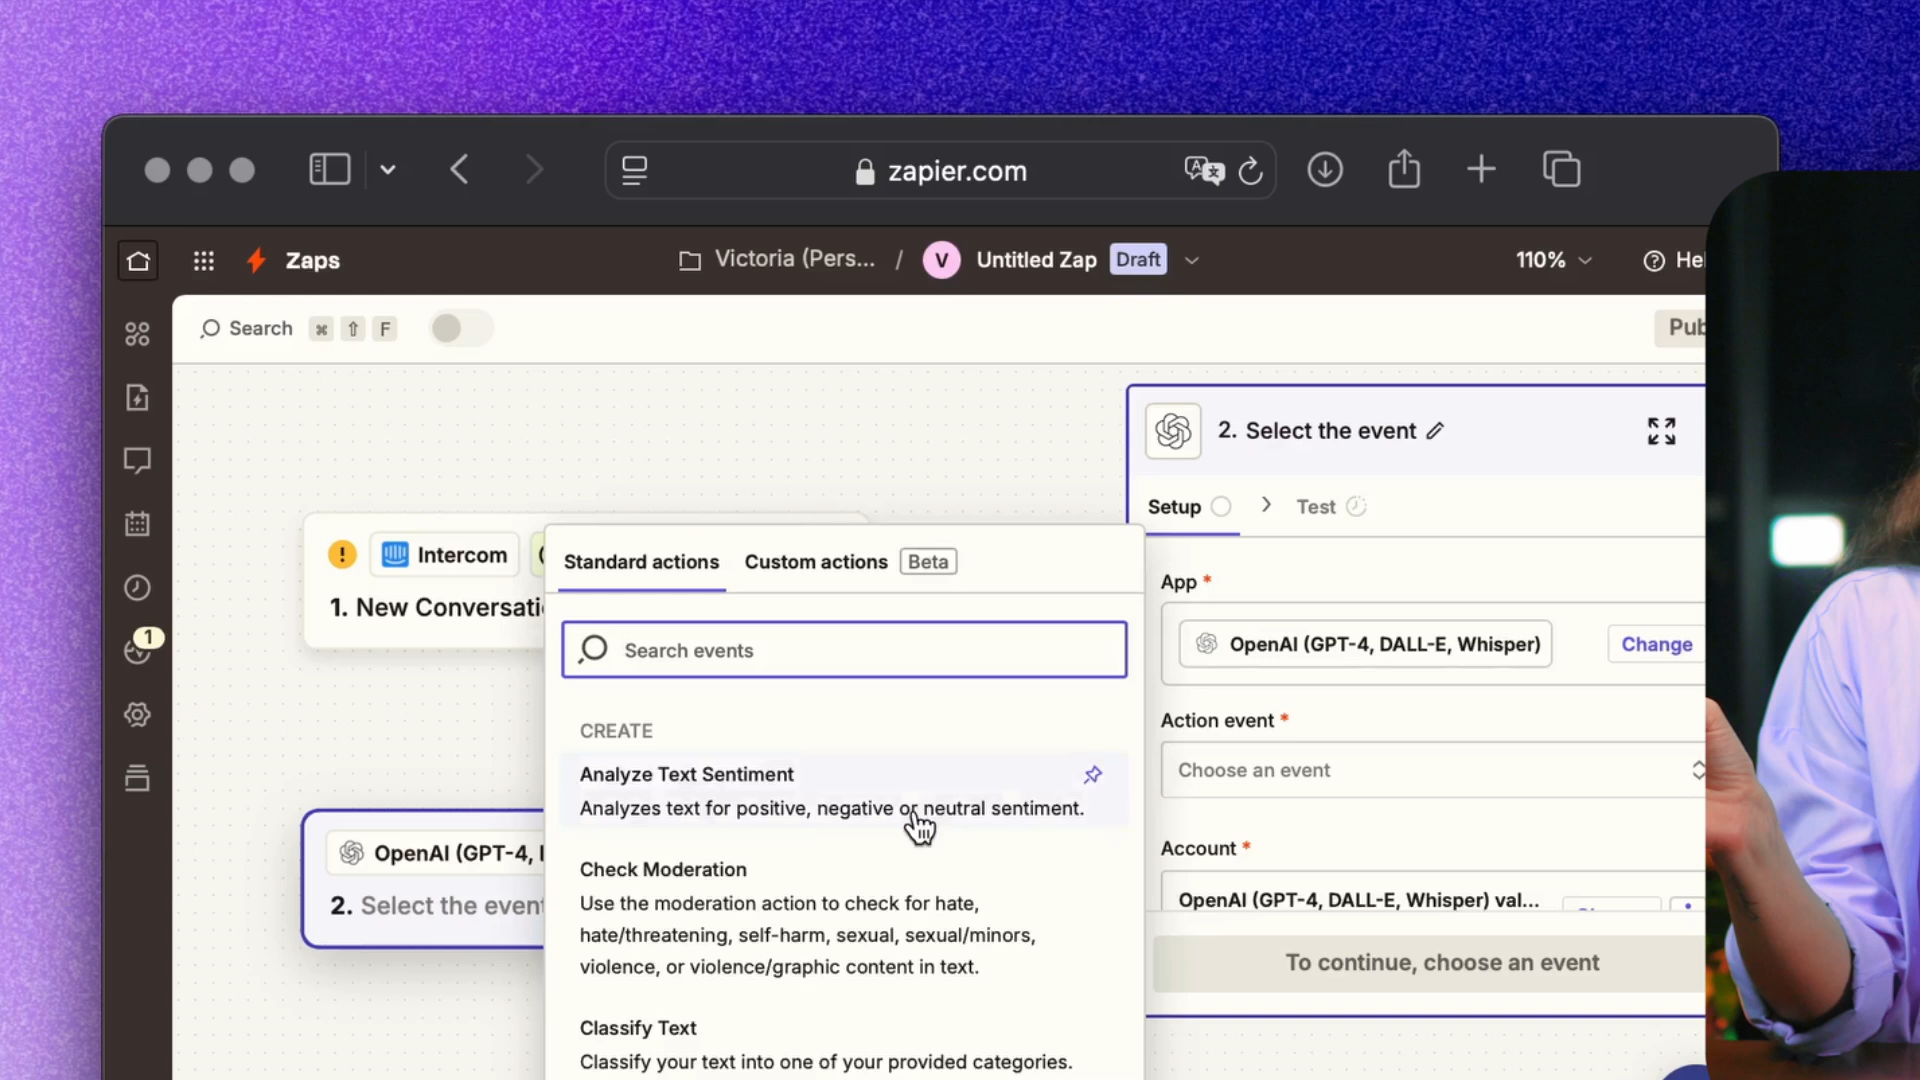 zapier.com
Zaps
Victoria (Pers... / V Untitled Zap Draft
110%
Search ⌘ ⇧ F
2. Select the event
Setup
Test
Intercom
1. New Conversati
Standard actions
Custom actions Beta
Search events
CREATE
Analyze Text Sentiment
Analyzes text for positive, negative or neutral sentiment.
Check Moderation
Use the moderation action to check for hate,
hate/threatening, self-harm, sexual, sexual/minors,
violence, or violence/graphic content in text.
Classify Text
Classify your text into one of your provided categories.
1
OpenAI (GPT-4,
2. Select the event
App *
OpenAI (GPT-4, DALL-E, Whisper)
Change
Action event *
Choose an event
Account *
OpenAI (GPT-4, DALL-E, Whisper) val...
To continue, choose an event